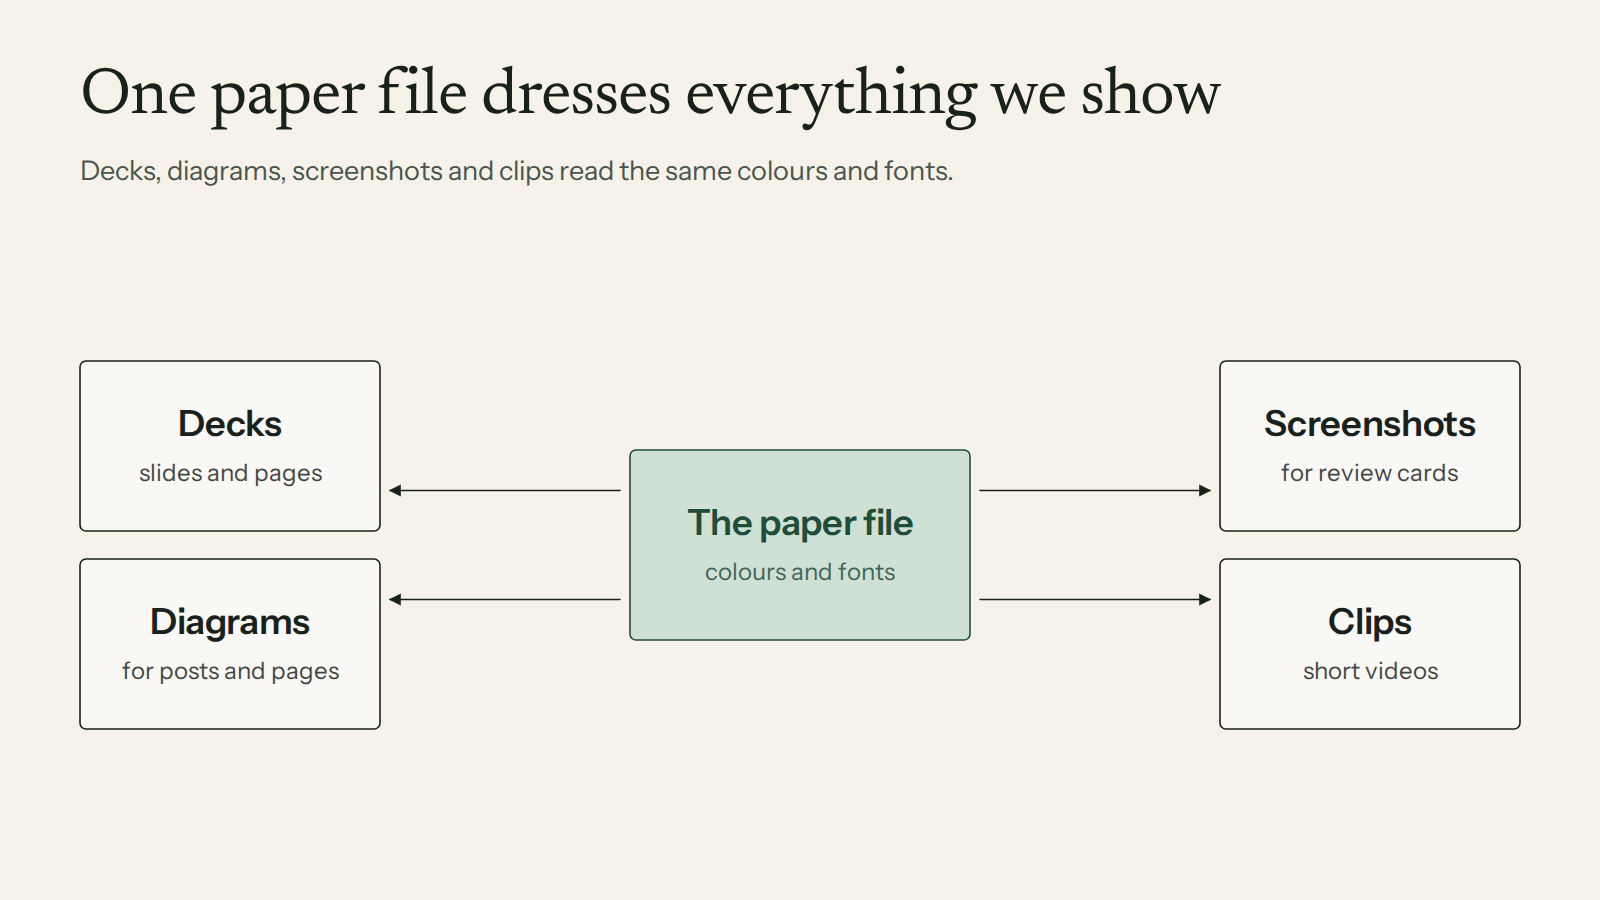 One paper file dresses everything we show
Decks, diagrams, screenshots and clips read the same colours and fonts.
Decks
slides and pages
Diagrams
for posts and pages
The paper file
colours and fonts
Screenshots
for review cards
Clips
short videos